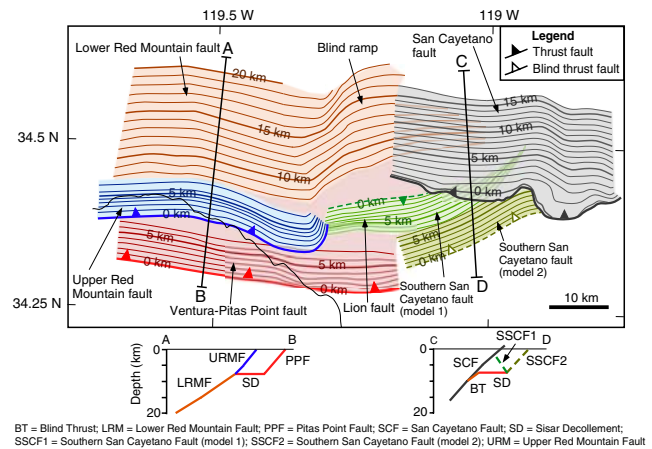 119.5 W
119 W
Lower Red Mountain fault
A
Blind ramp
San Cayetano
fault
C
Legend
Thrust fault
Blind thrust fault
20 km
15 km
15 km
10 km
34.5 N
5 km
10 km
5 km
0 km
0 km
0 km
5 km
5 km
5 km
0 km
5 km
0 km
0 km
Upper Red
Mountain fault
B
Ventura-Pitas Point fault
Lion fault
Southern San
Cayetano fault
(model 1)
D
Southern San
Cayetano fault
(model 2)
34.25 N
10 km
A
B
Depth (km)
0
10
20
URMF
PPF
LRMF
SD
C
D
0
10
20
SSCF1
SCF
SSCF2
BT
SD
BT = Blind Thrust; LRM = Lower Red Mountain Fault; PPF = Pitas Point Fault; SCF = San Cayetano Fault; SD = Sisar Decollement;
SSCF1 = Southern San Cayetano Fault (model 1); SSCF2 = Southern San Cayetano Fault (model 2); URM = Upper Red Mountain Fault